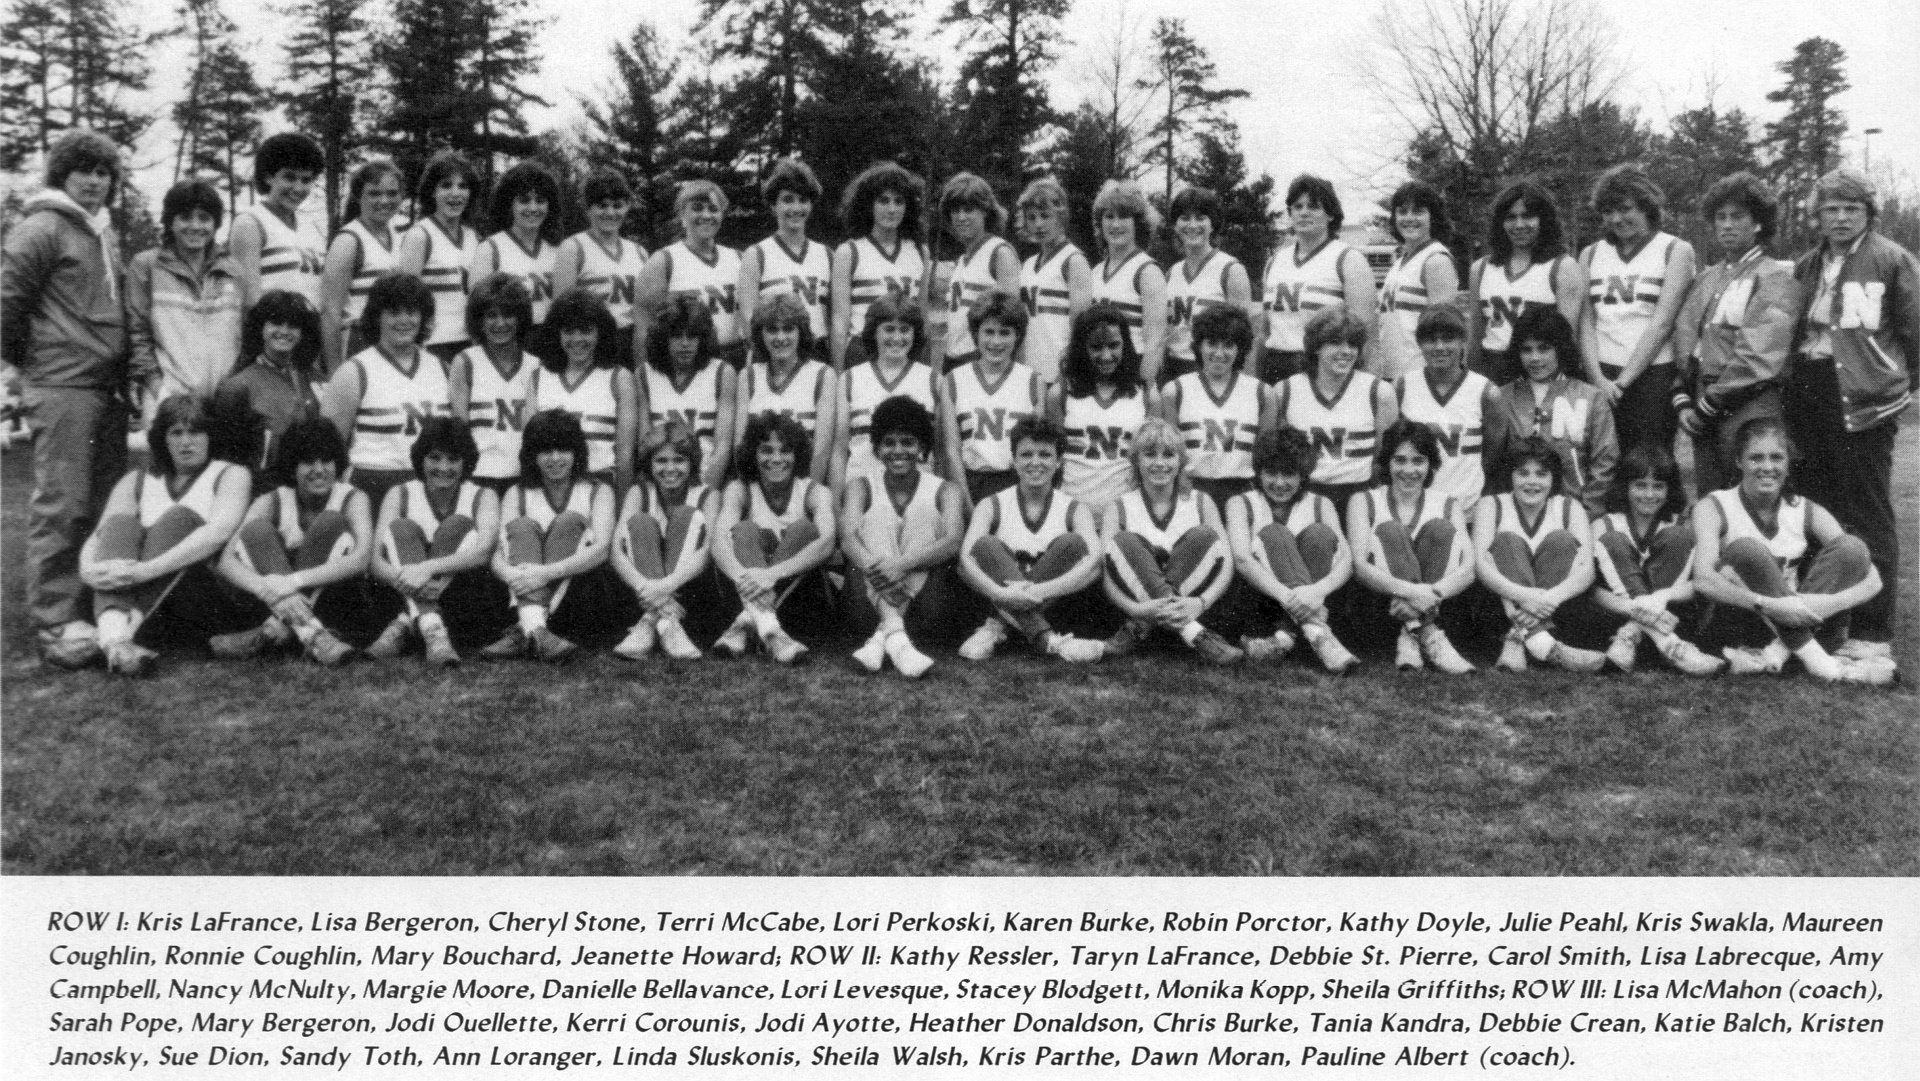 N N N N N N N N N N N N N N N N N
N N N N N N N N N
ROW I: Kris LaFrance, Lisa Bergeron, Cheryl Stone, Terri McCabe, Lori Perkoski, Karen Burke, Robin Porctor, Kathy Doyle, Julie Peahl, Kris Swakla, Maureen
Coughlin, Ronnie Coughlin, Mary Bouchard, Jeanette Howard; ROW II: Kathy Ressler, Taryn LaFrance, Debbie St. Pierre, Carol Smith, Lisa Labrecque, Amy
Campbell, Nancy McNulty, Margie Moore, Danielle Bellavance, Lori Levesque, Stacey Blodgett, Monika Kopp, Sheila Griffiths; ROW III: Lisa McMahon (coach),
Sarah Pope, Mary Bergeron, Jodi Ouellette, Kerri Corounis, Jodi Ayotte, Heather Donaldson, Chris Burke, Tania Kandra, Debbie Crean, Katie Balch, Kristen
Janosky, Sue Dion, Sandy Toth, Ann Loranger, Linda Sluskonis, Sheila Walsh, Kris Parthe, Dawn Moran, Pauline Albert (coach).